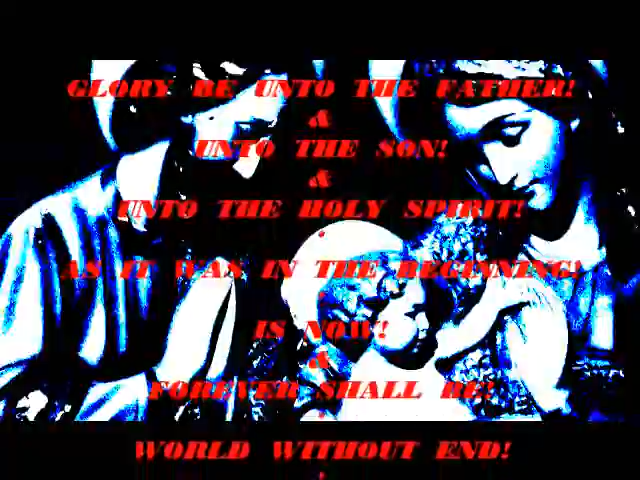 GLORY BE UNTO THE FATHER!
&
UNTO THE SON!
&
UNTO THE HOLY SPIRIT!
.
AS IT WAS IN THE BEGINNING!
.
IS NOW!
&
FOREVER SHALL BE!
.
WORLD WITHOUT END!
.